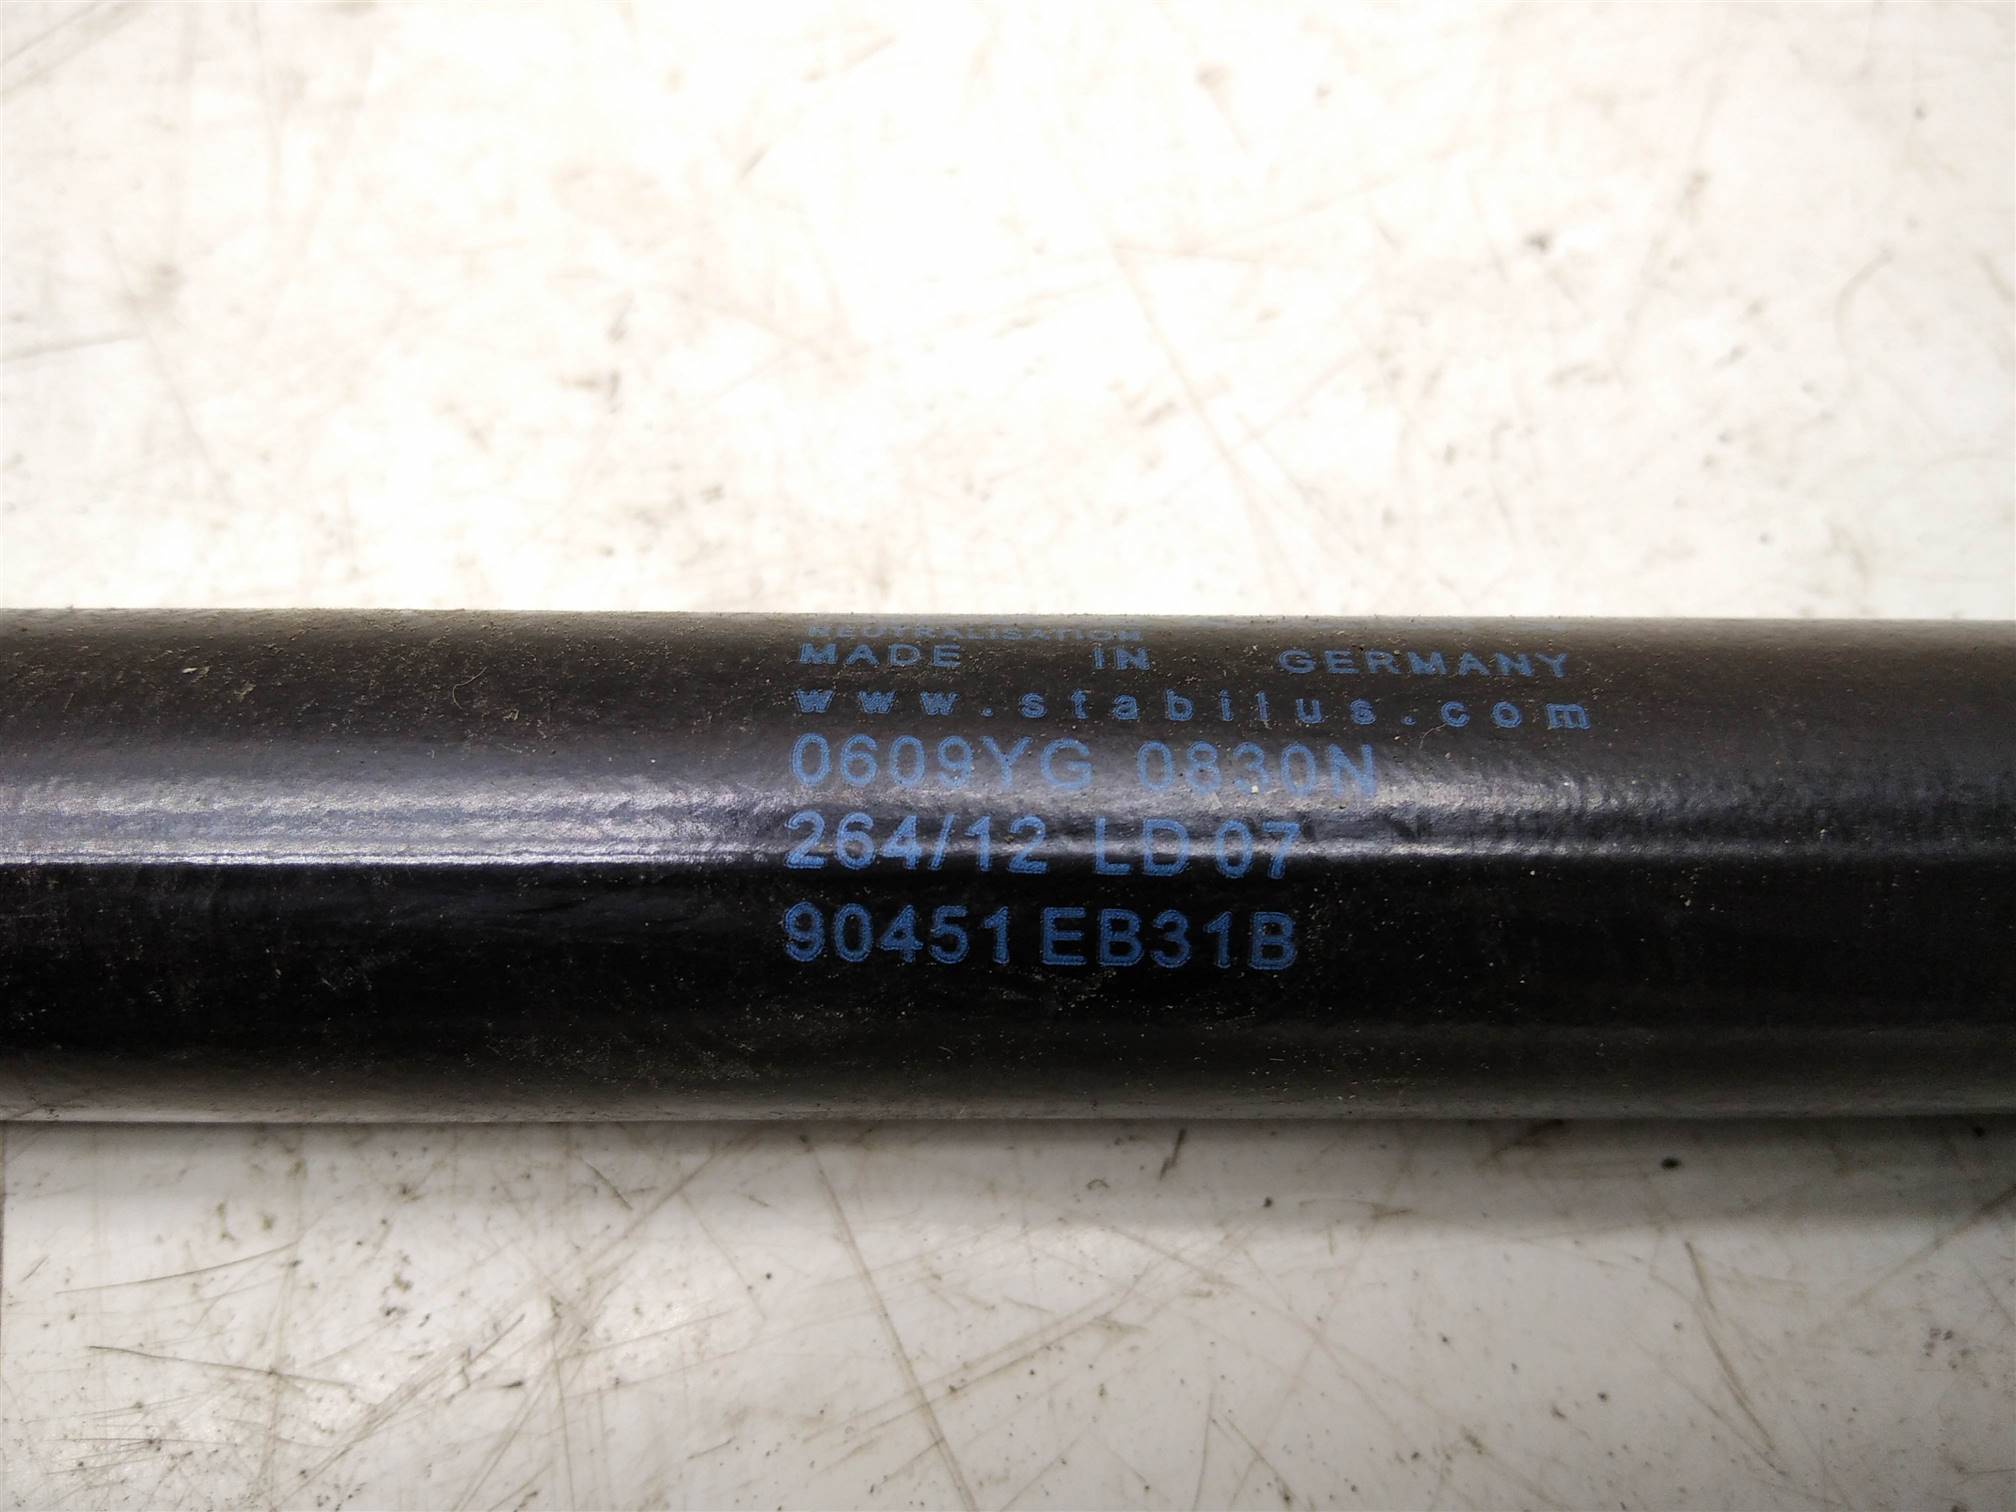 NEUTRALISATION
MADE IN GERMANY
www.stabilus.com
0609YG 0830N
264/12 LD 07
90451EB31B